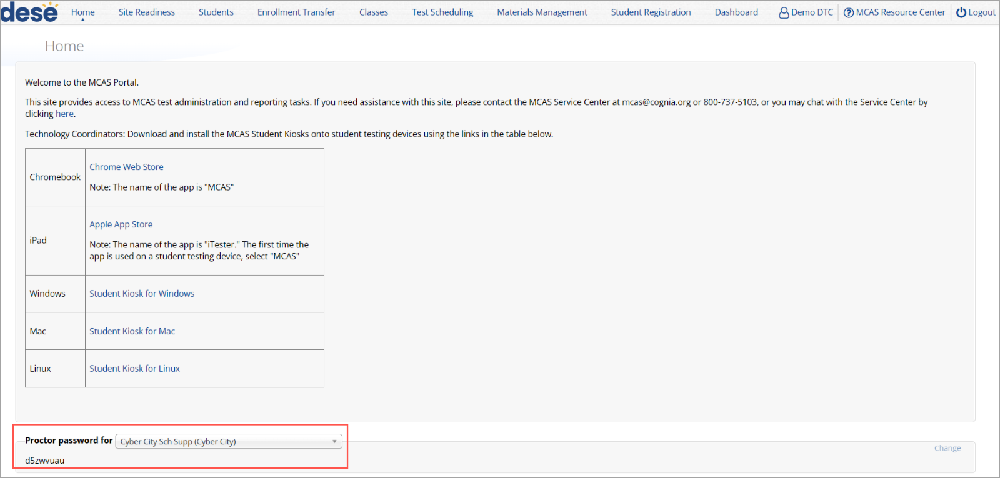 dese
Home
Site Readiness
Students
Enrollment Transfer
Classes
Test Scheduling
Materials Management
Student Registration
Dashboard
Demo DTC
MCAS Resource Center
Logout
Home
Welcome to the MCAS Portal.
This site provides access to MCAS test administration and reporting tasks. If you need assistance with this site, please contact the MCAS Service Center at mcas@cognia.org or 800-737-5103, or you may chat with the Service Center by
clicking here.
Technology Coordinators: Download and install the MCAS Student Kiosks onto student testing devices using the links in the table below.
Chromebook
Chrome Web Store
Note: The name of the app is "MCAS"
iPad
Apple App Store
Note: The name of the app is "iTester." The first time the
app is used on a student testing device, select "MCAS"
Windows
Student Kiosk for Windows
Mac
Student Kiosk for Mac
Linux
Student Kiosk for Linux
Proctor password for
Cyber City Sch Supp (Cyber City)
Change
d5zwvuau